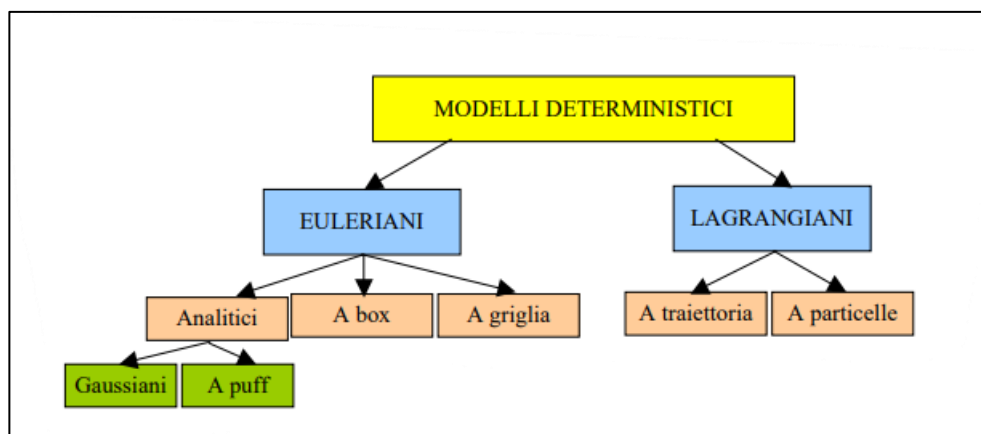 MODELLI DETERMINISTICI
EULERIANI
LAGRANGIANI
Analitici
A box
A griglia
A traiettoria
A particelle
Gaussiani
A puff